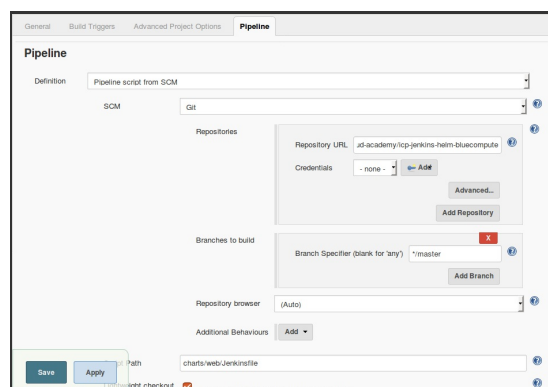 General Build Triggers Advanced Project Options Pipeline
Pipeline
Definition Pipeline script from SCM
SCM Git
Repositories
Repository URL ud-academy/icp-jenkins-helm-bluecompute
Credentials - none - Add
Advanced...
Add Repository
Branches to build
X
Branch Specifier (blank for 'any') */master
Add Branch
Repository browser (Auto)
Additional Behaviours Add
Path charts/web/Jenkinsfile
Save Apply
checkout